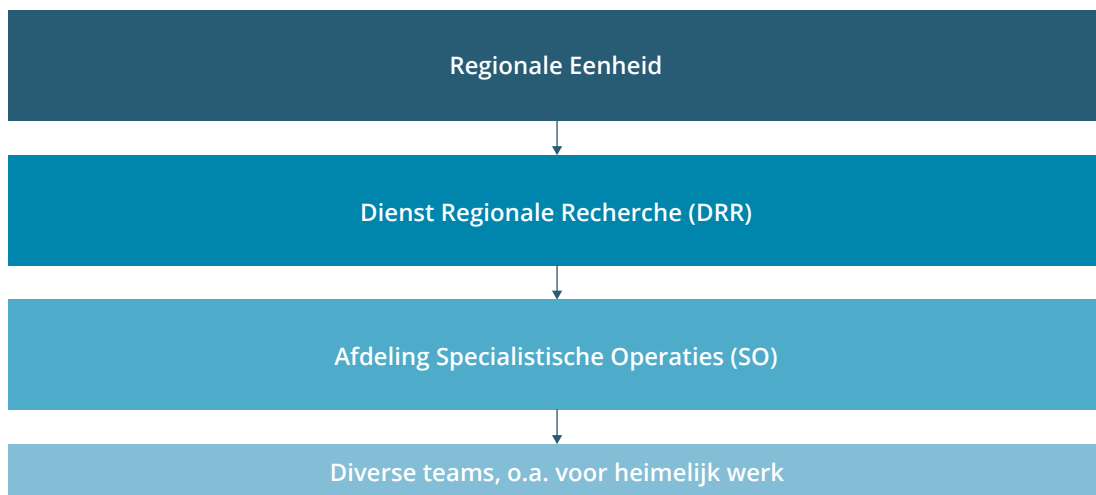 Regionale Eenheid
Dienst Regionale Recherche (DRR)
Afdeling Specialistische Operaties (SO)
Diverse teams, o.a. voor heimelijk werk